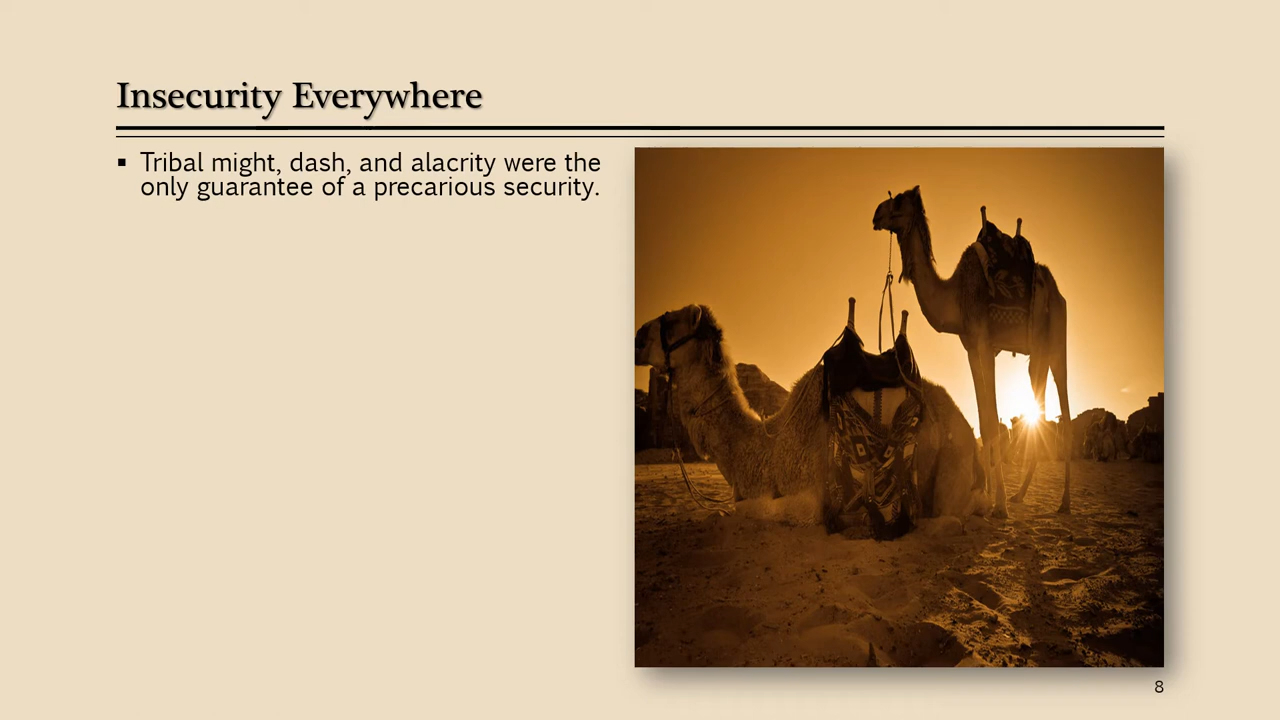 Insecurity Everywhere
▪ Tribal might, dash, and alacrity were the
only guarantee of a precarious security.
8